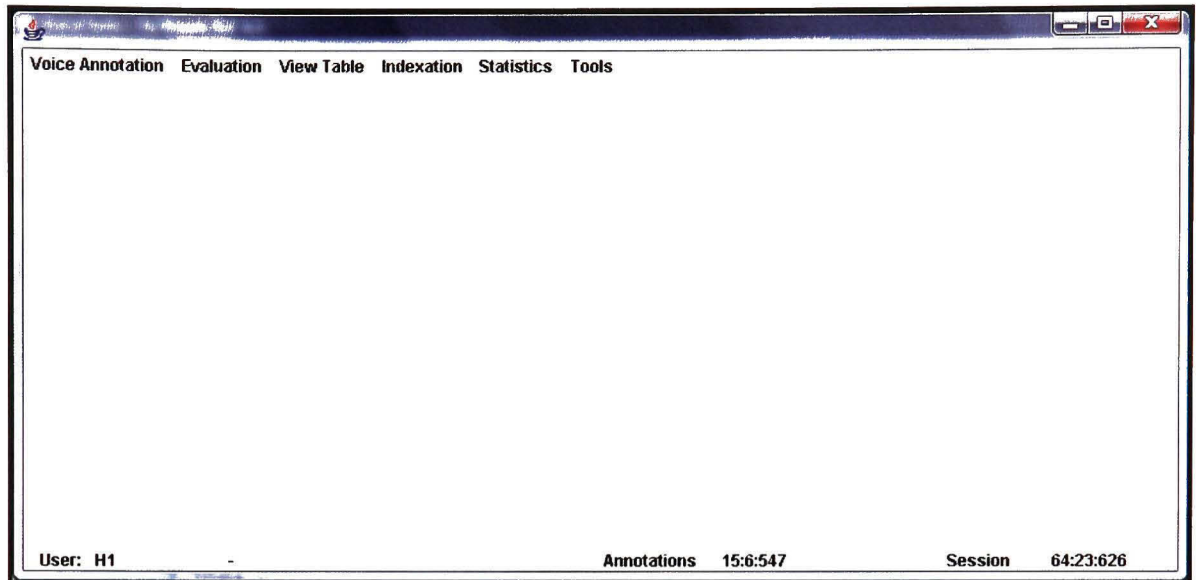 Voice Annotation Evaluation View Table Indexation Statistics Tools
User: H1 - Annotations 15:6:547 Session 64:23:626